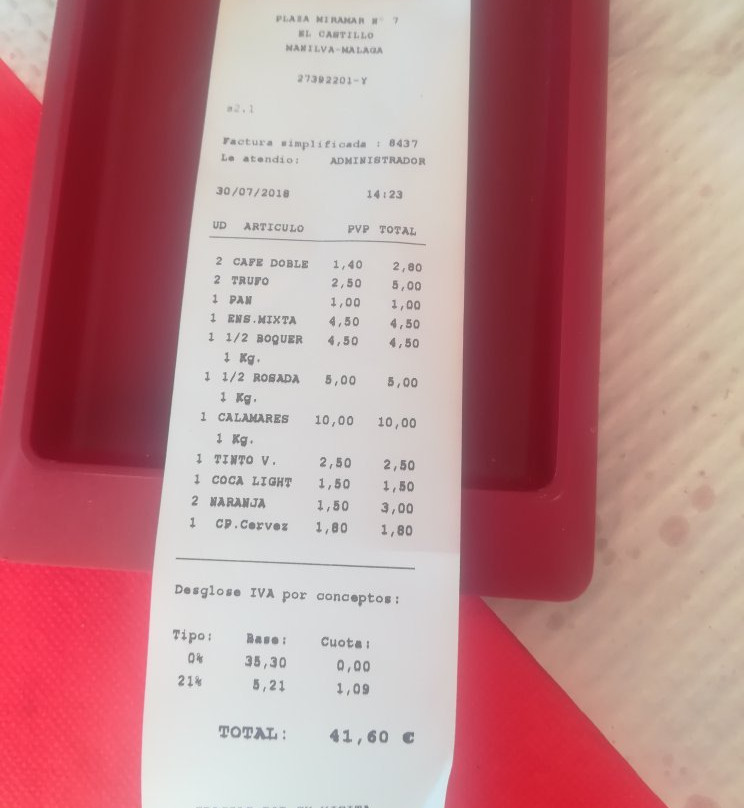 PLAZA MIRAMAR Nº 7
EL CASTILLO
MANILVA-MALAGA
27392201-Y
s2.1
Factura simplificada : 8437
Le atendio: ADMINISTRADOR
30/07/2018 14:23
UD ARTICULO PVP TOTAL
2 CAFE DOBLE 1,40 2,80
2 TRUFO 2,50 5,00
1 PAN 1,00 1,00
1 ENS.MIXTA 4,50 4,50
1 1/2 BOQUER 4,50 4,50
1 Kg.
1 1/2 ROSADA 5,00 5,00
1 Kg.
1 CALAMARES 10,00 10,00
1 Kg.
1 TINTO V. 2,50 2,50
1 COCA LIGHT 1,50 1,50
2 NARANJA 1,50 3,00
1 CP.Cervez 1,80 1,80
Desglose IVA por conceptos:
Tipo: Base: Cuota:
0% 35,30 0,00
21% 5,21 1,09
TOTAL: 41,60 €